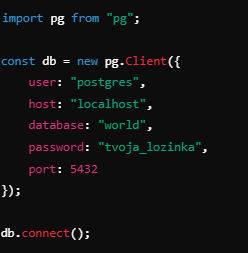 import pg from "pg";
const db = new pg.Client({
user: "postgres",
host: "localhost",
database: "world",
password: "tvoja_lozinka",
port: 5432
});
db.connect();